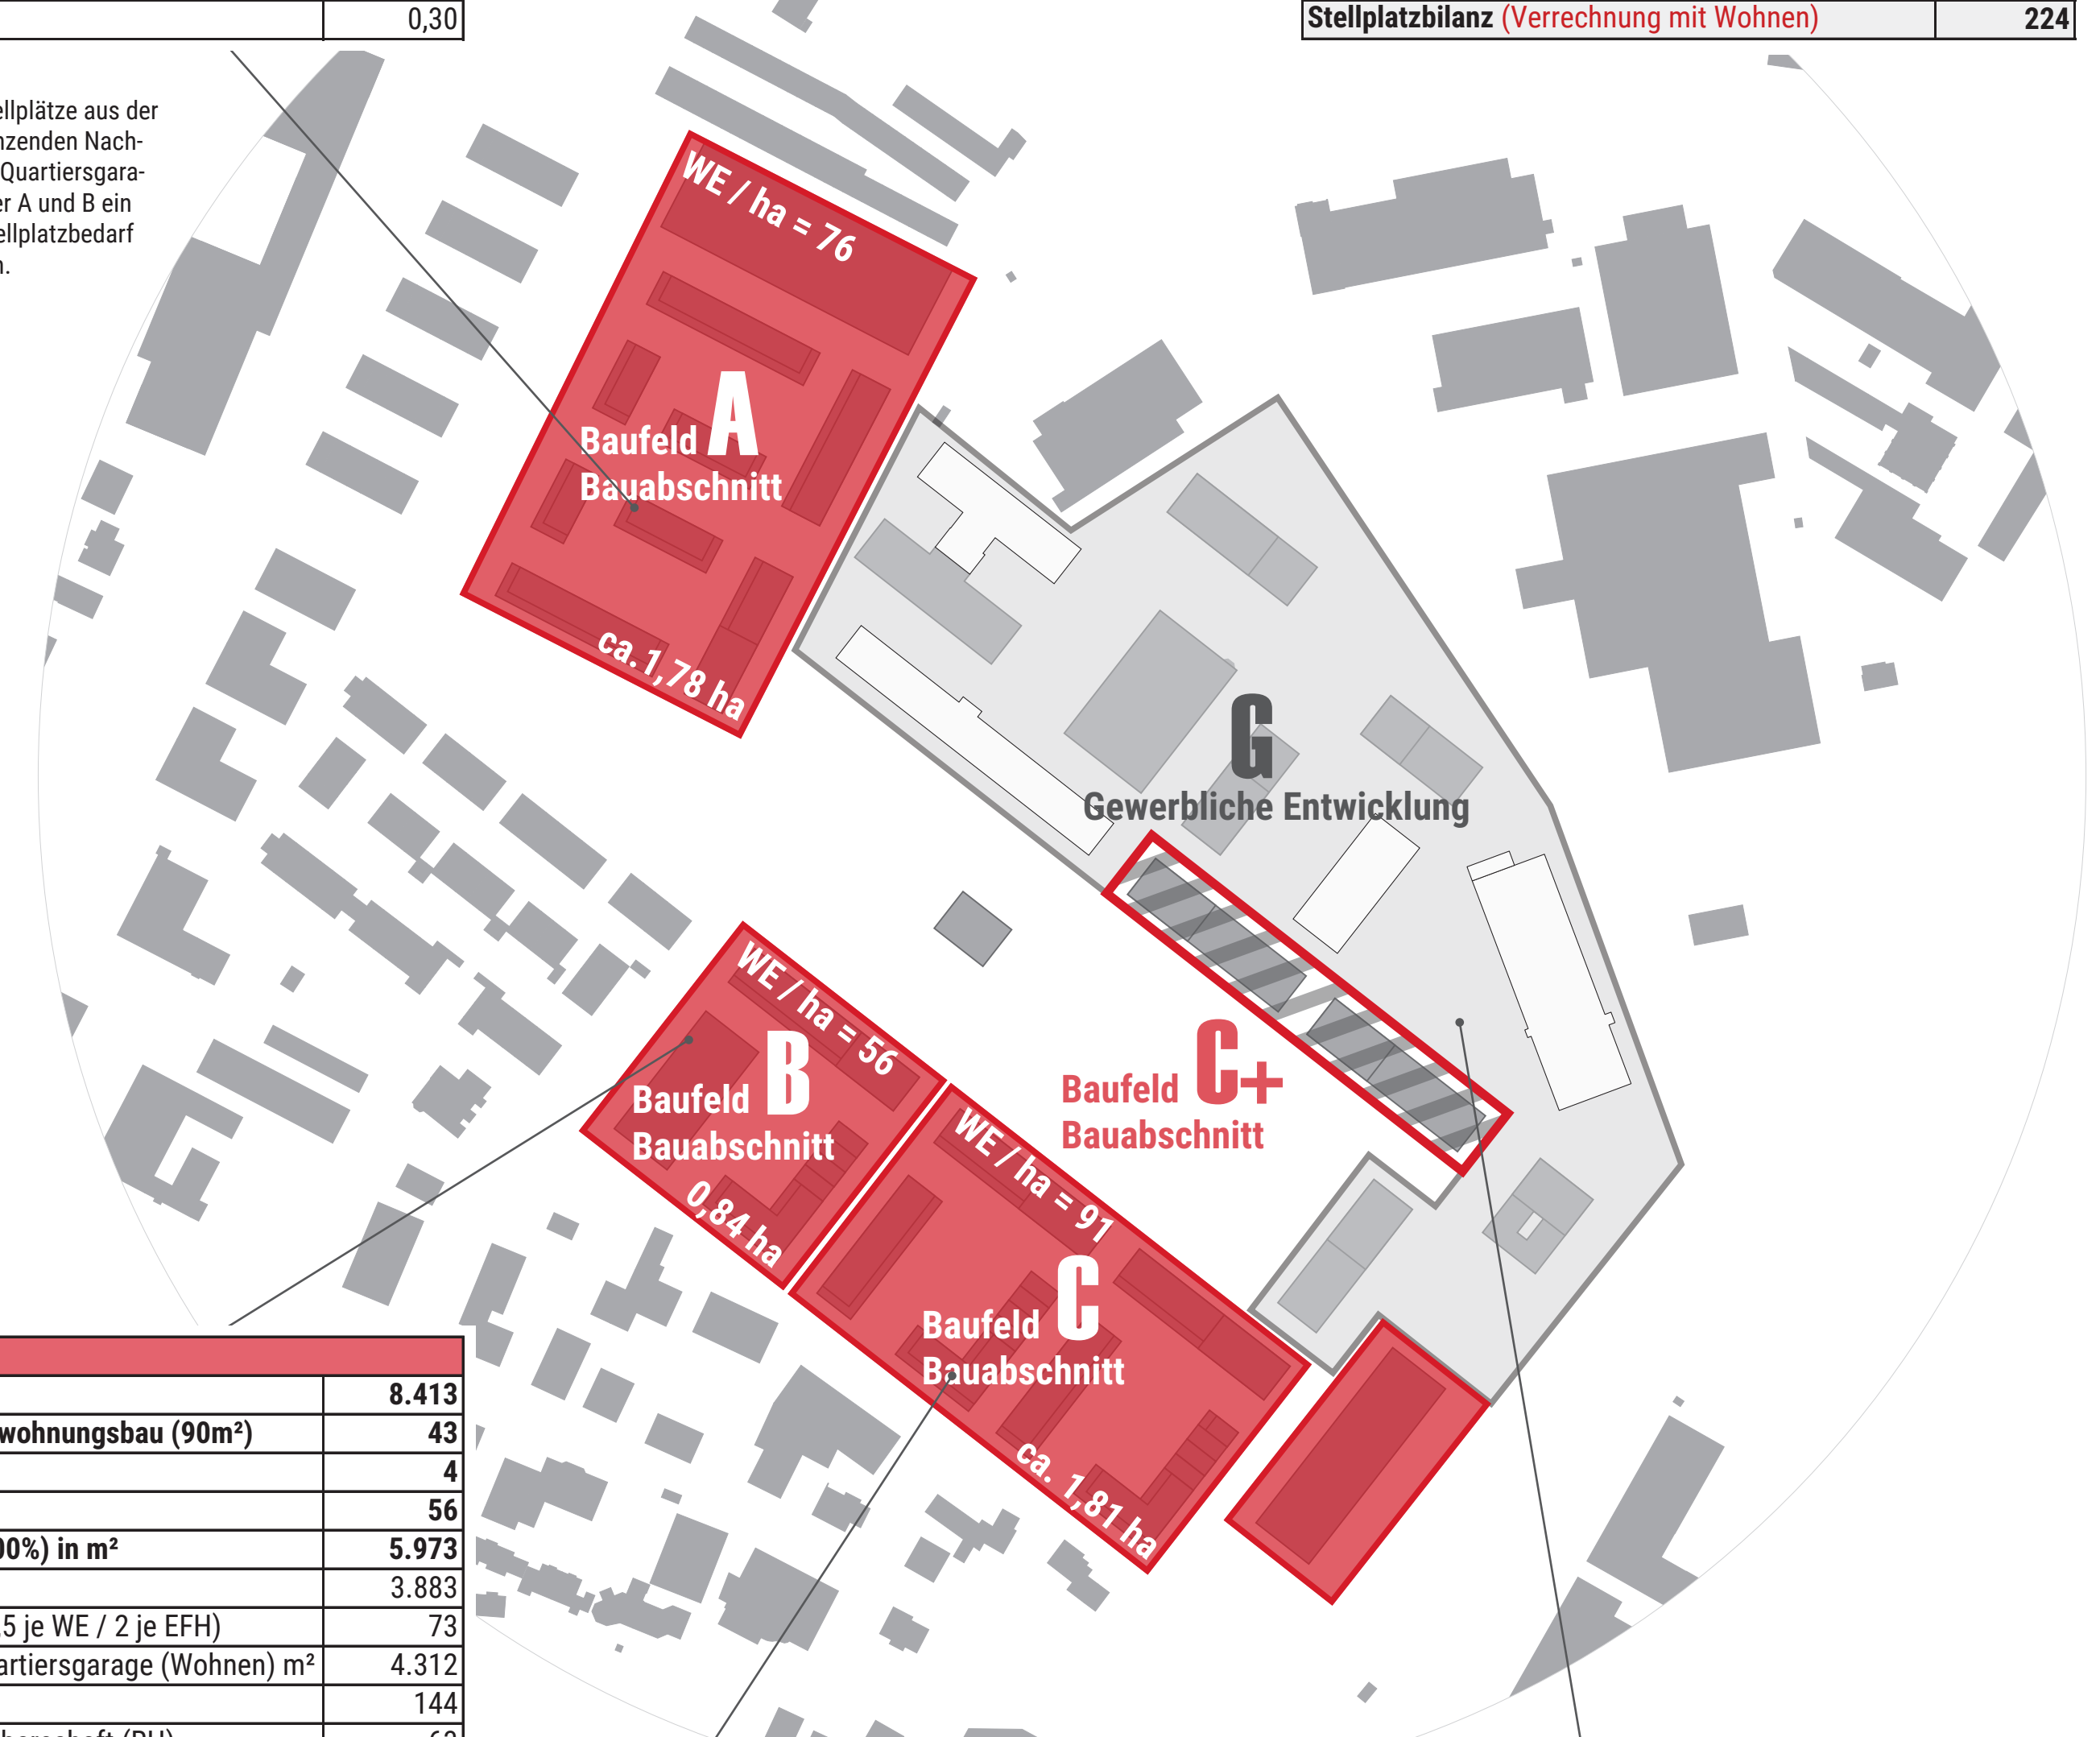 0,30
Stellplatzbilanz (Verrechnung mit Wohnen) 224
ellplätze aus der
nzenden Nach-
Quartiersgara-
er A und B ein
ellplatzbedarf
n.
WE / ha = 76
Baufeld A
Bauabschnitt
ca. 1,78 ha
G
Gewerbliche Entwicklung
WE / ha = 56
Baufeld B
Bauabschnitt
0,84 ha
Baufeld C+
Bauabschnitt
WE / ha = 91
Baufeld C
Bauabschnitt
ca. 1,81 ha
8.413
wohnungsbau (90m²) 43
4
56
00%) in m² 5.973
3.883
5 je WE / 2 je EFH) 73
artiersgarage (Wohnen) m² 4.312
144